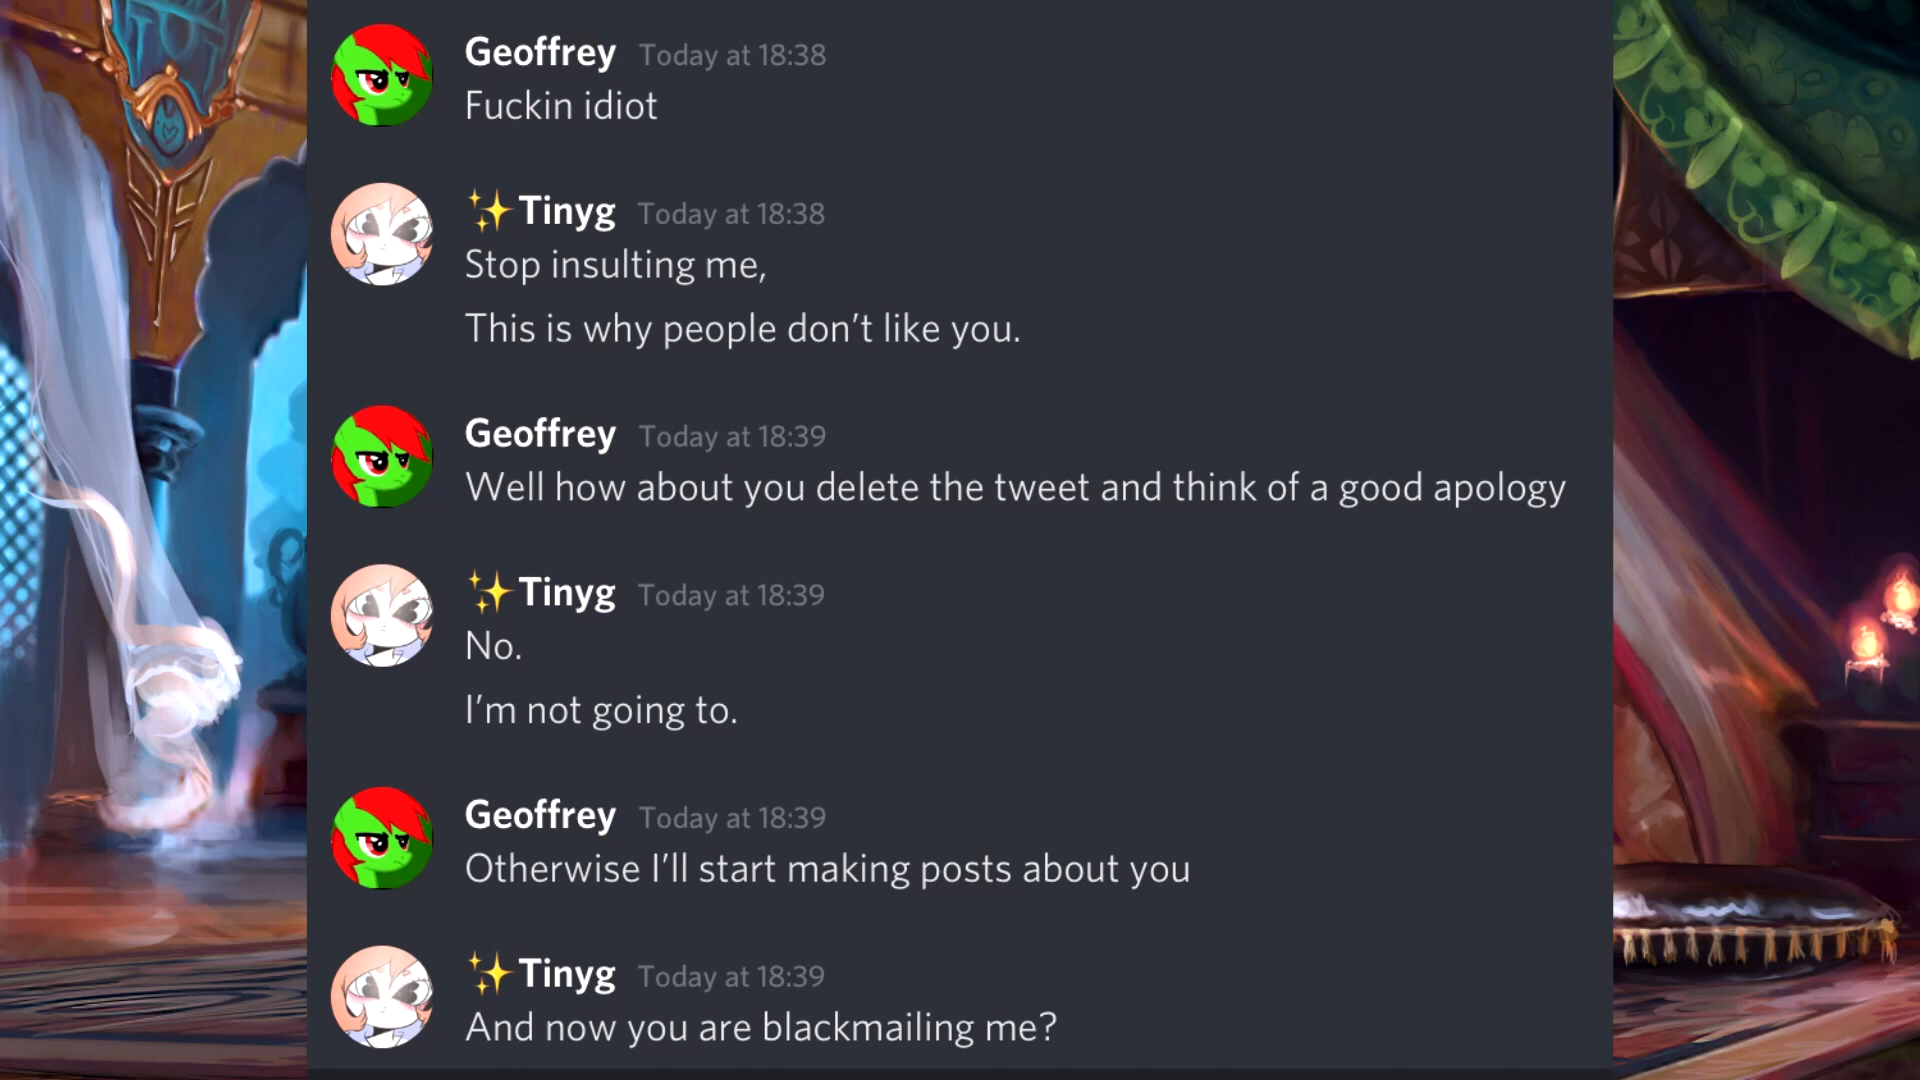 Geoffrey Today at 18:38
Fuckin idiot
✨Tinyg Today at 18:38
Stop insulting me,
This is why people don’t like you.
Geoffrey Today at 18:39
Well how about you delete the tweet and think of a good apology
✨Tinyg Today at 18:39
No.
I’m not going to.
Geoffrey Today at 18:39
Otherwise I’ll start making posts about you
✨Tinyg Today at 18:39
And now you are blackmailing me?